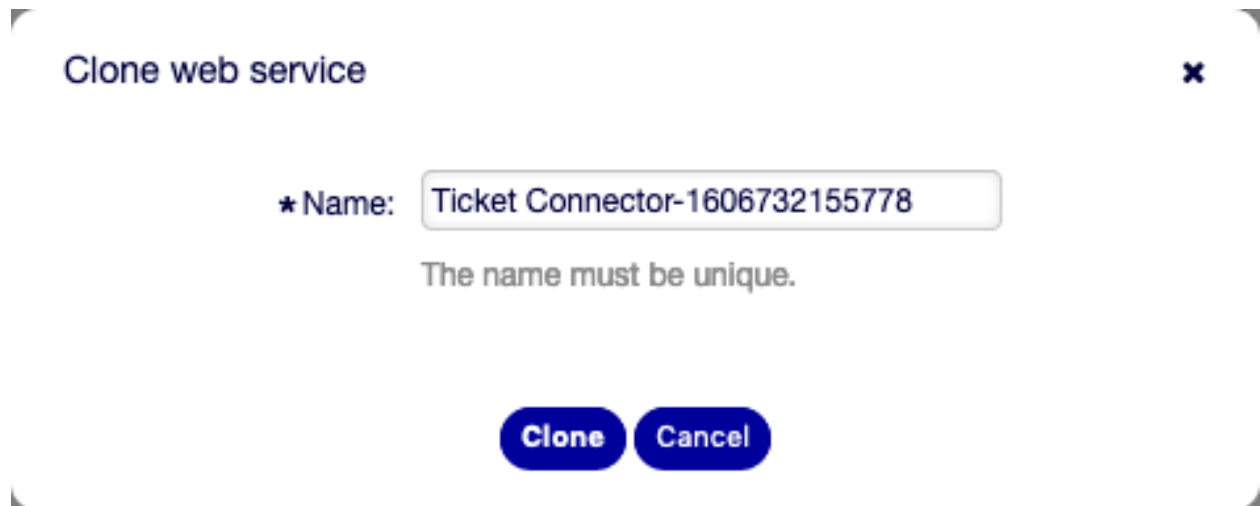 Clone web service
* Name: Ticket Connector-1606732155778
The name must be unique.
Clone Cancel